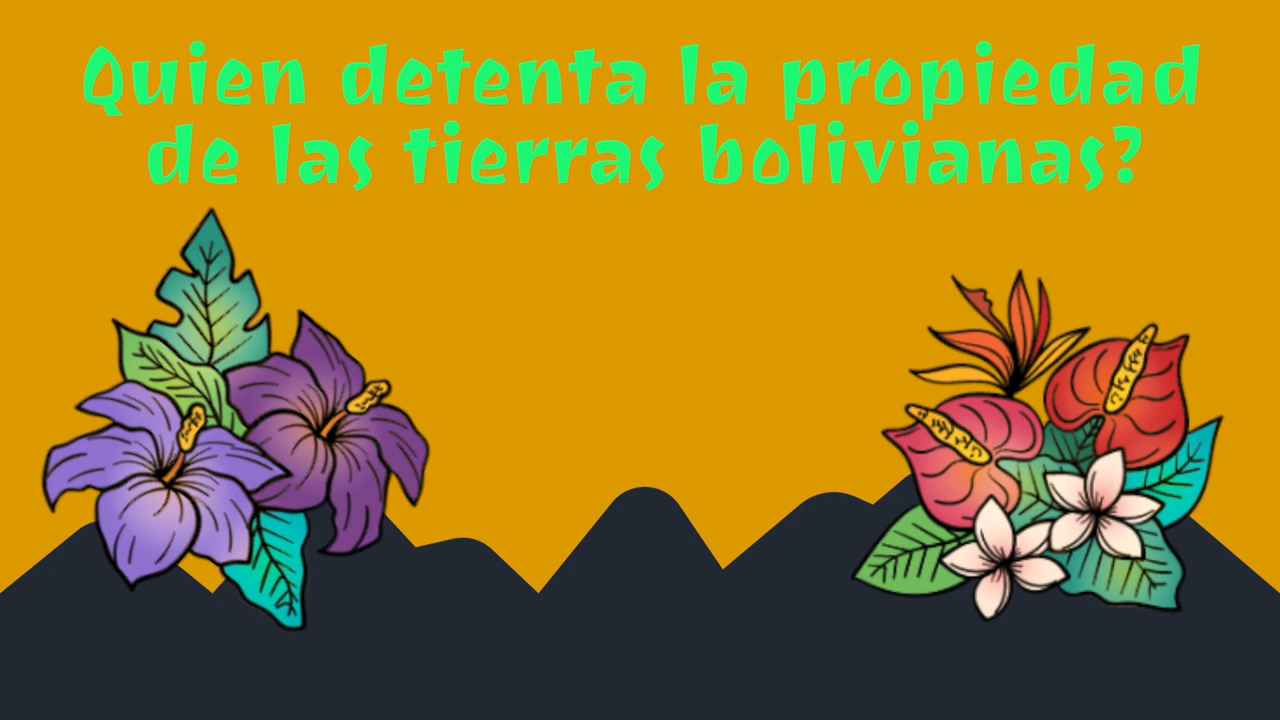 Quien detenta la propiedad
de las tierras bolivianas?